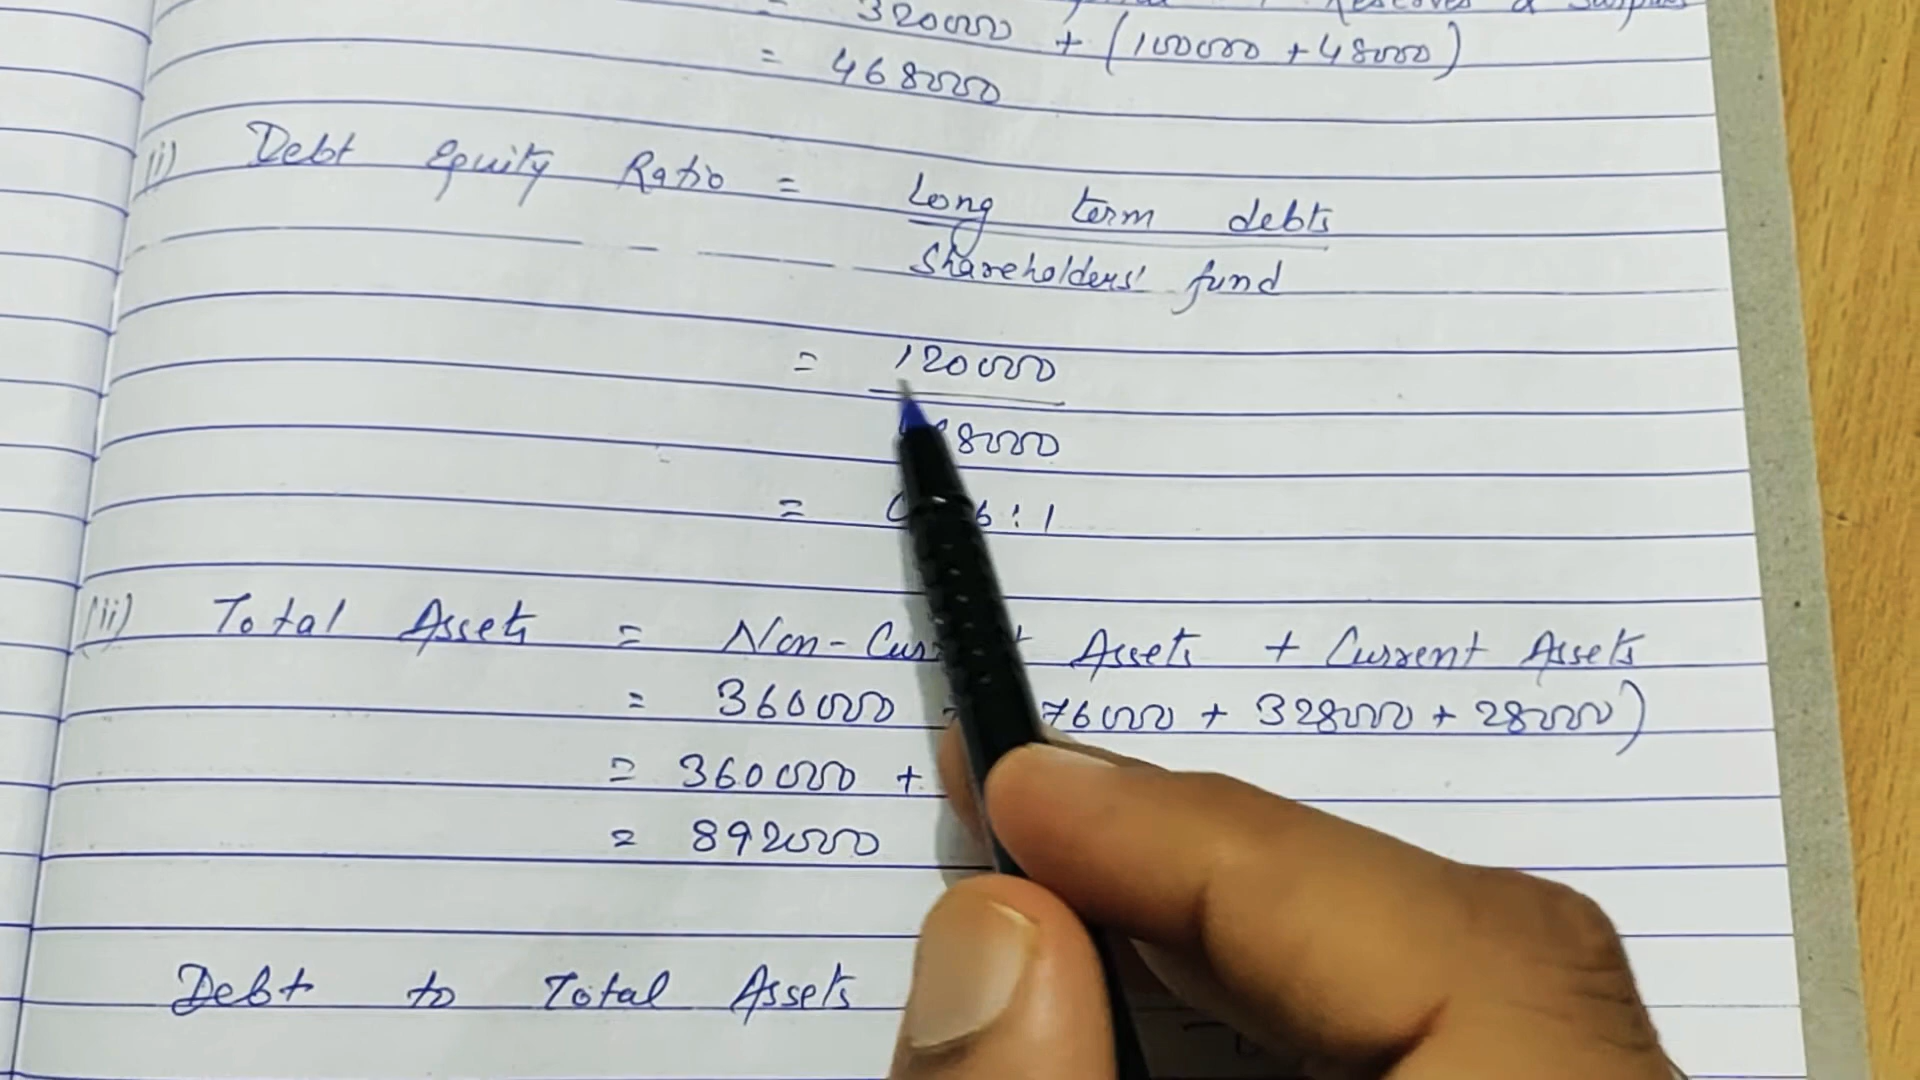 = 320000 + (100000 + 48000)
= 468000
(i) Debt Equity Ratio = Long term debts
Shareholders' fund
= 120000
8000
= 6 : 1
(ii) Total Assets = Non-Current Assets + Current Assets
= 360000 76000 + 328000 + 28000)
= 360000 +
= 892000
Debt to Total Assets